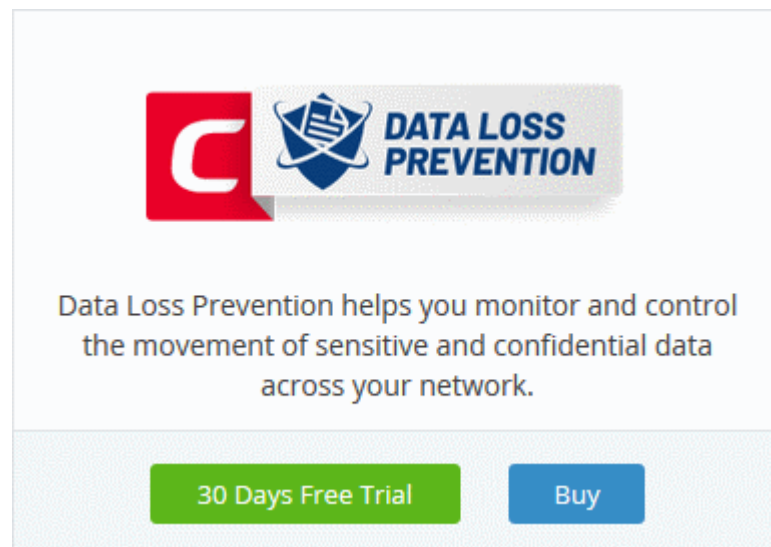 C
DATA LOSS
PREVENTION
Data Loss Prevention helps you monitor and control
the movement of sensitive and confidential data
across your network.
30 Days Free Trial
Buy